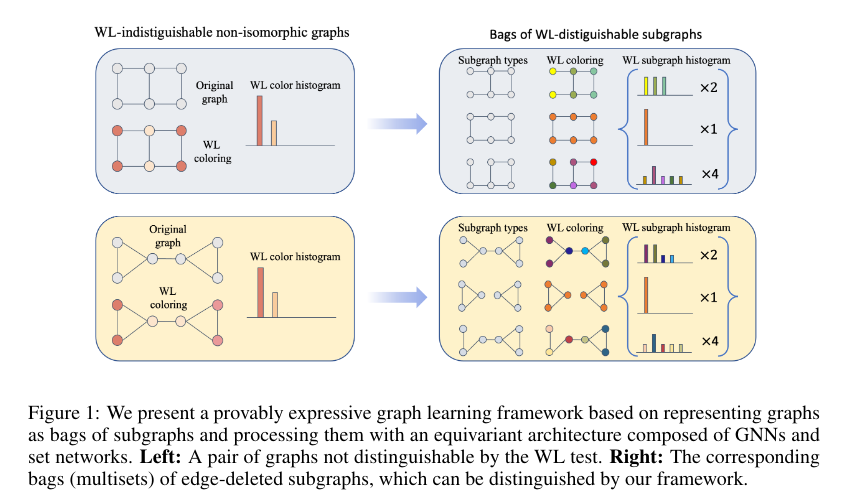 WL-indistiguishable non-isomorphic graphs
Original
graph
WL color histogram
WL
coloring
Bags of WL-distiguishable subgraphs
Subgraph types
WL coloring
WL subgraph histogram
×2
×1
×4
Original
graph
WL color histogram
WL
coloring
Subgraph types
WL coloring
WL subgraph histogram
×2
×1
×4
Figure 1: We present a provably expressive graph learning framework based on representing graphs
as bags of subgraphs and processing them with an equivariant architecture composed of GNNs and
set networks. Left: A pair of graphs not distinguishable by the WL test. Right: The corresponding
bags (multisets) of edge-deleted subgraphs, which can be distinguished by our framework.